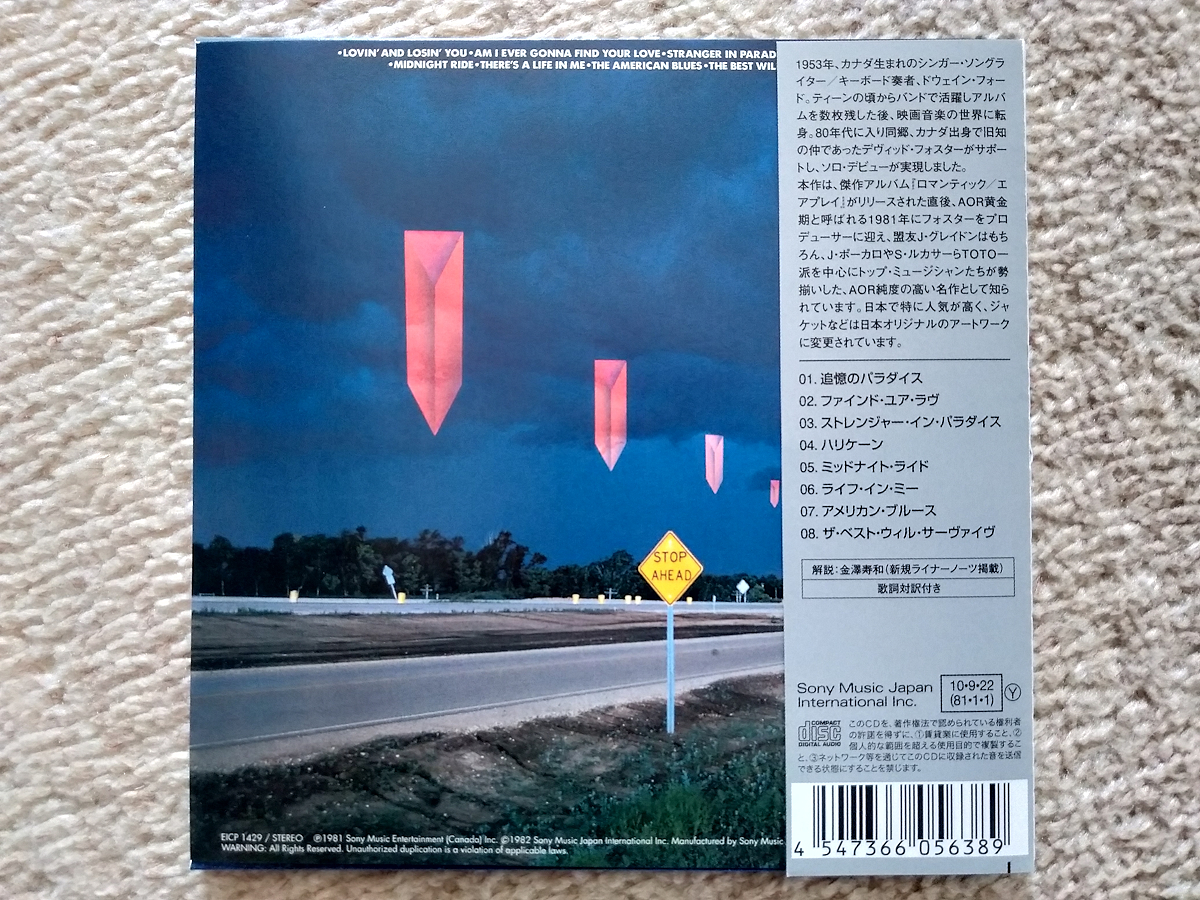 •LOVIN' AND LOSIN' YOU•AM I EVER GONNA FIND YOUR LOVE•STRANGER IN PARAD
•MIDNIGHT RIDE•THERE'S A LIFE IN ME•THE AMERICAN BLUES•THE BEST WIL
STOP
AHEAD
EICP 1429 / STEREO ℗1981 Sony Music Entertainment (Canada) Inc. ©1982 Sony Music Japan International Inc. Manufactured by Sony Music
WARNING: All Rights Reserved. Unauthorized duplication is a violation of applicable laws.
1953年、カナダ生まれのシンガー・ソングラ
イター／キーボード奏者、ドウェイン・フォー
ド。ティーンの頃からバンドで活躍しアルバ
ムを数枚残した後、映画音楽の世界に転
身。80年代に入り同郷、カナダ出身で旧知
の仲であったデヴィッド・フォスターがサポー
トし、ソロ・デビューが実現しました。
本作は、傑作アルバム『ロマンティック／エ
アプレイ』がリリースされた直後、AOR黄金
期と呼ばれる1981年にフォスターをプロ
デューサーに迎え、盟友J・グレイドンはもち
ろん、J・ポーカロやS・ルカサーらTOTO一
派を中心にトップ・ミュージシャンたちが勢
揃いした、AOR純度の高い名作として知ら
れています。日本で特に人気が高く、ジャ
ケットなどは日本オリジナルのアートワーク
に変更されています。
01. 追憶のパラダイス
02. ファインド・ユア・ラヴ
03. ストレンジャー・イン・パラダイス
04. ハリケーン
05. ミッドナイト・ライド
06. ライフ・イン・ミー
07. アメリカン・ブルース
08. ザ・ベスト・ウィル・サーヴァイヴ
解説：金澤寿和（新規ライナーノーツ掲載）
歌詞対訳付き
Sony Music Japan
International Inc.
10・9・22
(81・1・1)
Y
COMPACT
disc
DIGITAL AUDIO
このCDを、著作権法で認められている権利者
の許諾を得ずに、①賃貸業に使用すること、②
個人的な範囲を超える使用目的で複製するこ
と、③ネットワーク等を通じてこのCDに収録された音を送信
できる状態にすることを禁じます。
4 547366 056389